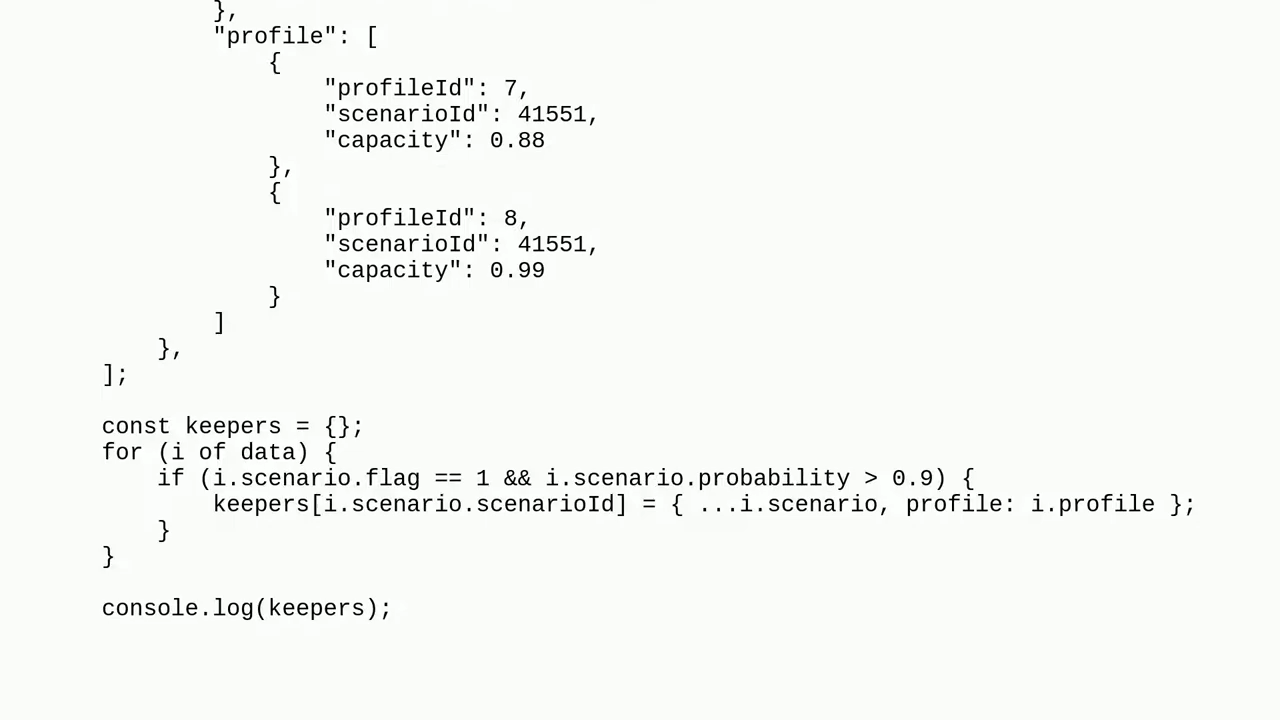 },
"profile": [
{
"profileId": 7,
"scenarioId": 41551,
"capacity": 0.88
},
{
"profileId": 8,
"scenarioId": 41551,
"capacity": 0.99
}
]
},
];
const keepers = {};
for (i of data) {
if (i.scenario.flag == 1 && i.scenario.probability > 0.9) {
keepers[i.scenario.scenarioId] = { ...i.scenario, profile: i.profile };
}
}
console.log(keepers);